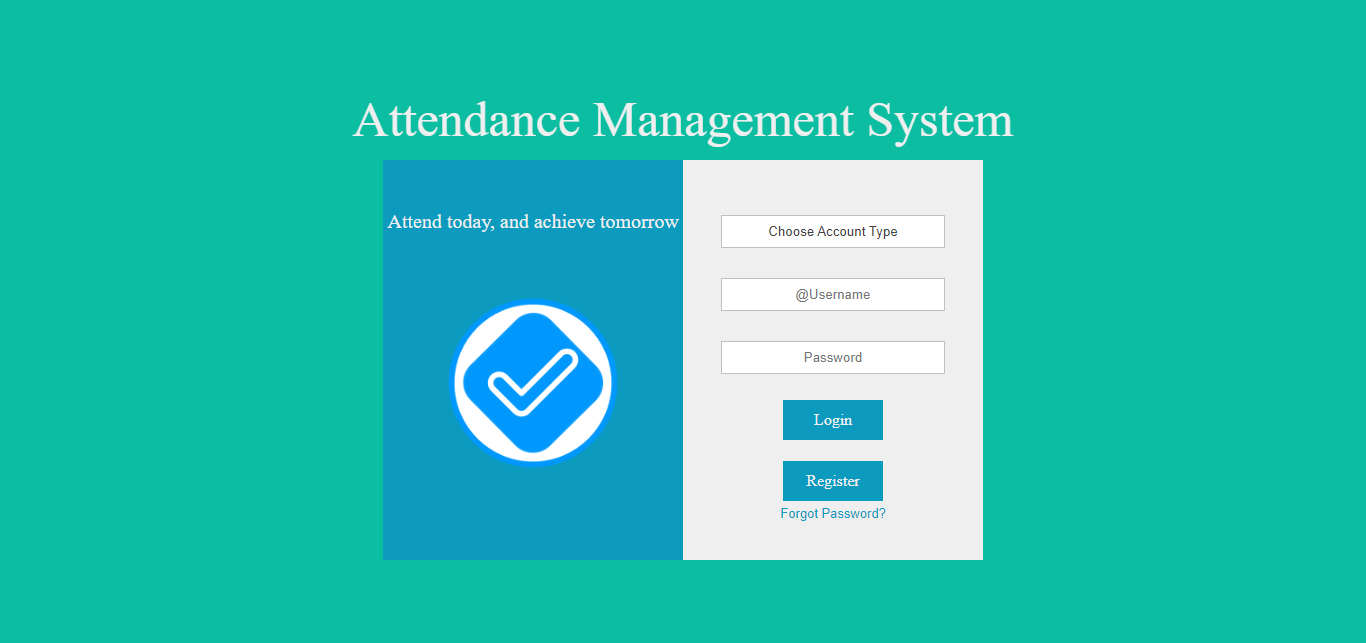 Attendance Management System
Attend today, and achieve tomorrow
Choose Account Type
@Username
Password
Login
Register
Forgot Password?